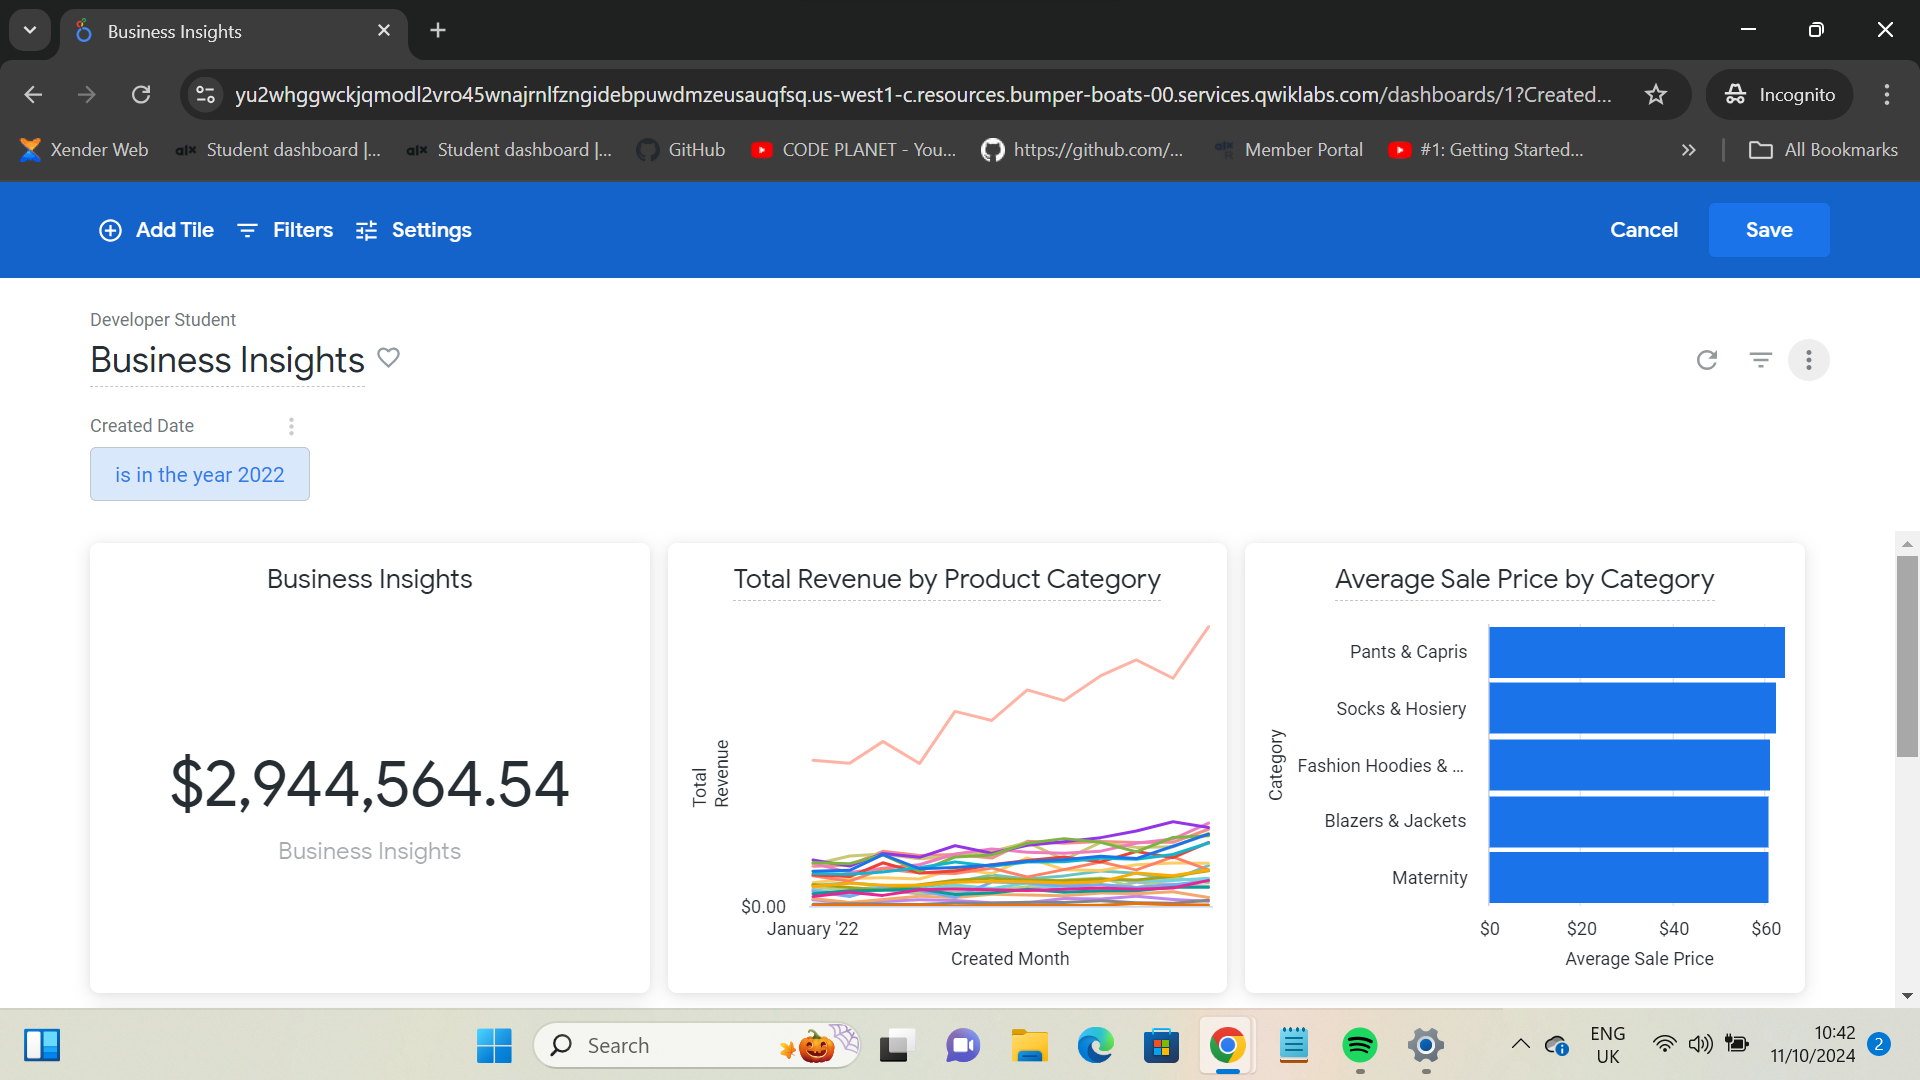 Business Insights
yu2whggwckjqmodl2vro45wnajrnlfzngidebpuwdmzeusauqfsq.us-west1-c.resources.bumper-boats-00.services.qwiklabs.com/dashboards/1?Created...
Incognito
Xender Web
Student dashboard |...
Student dashboard |...
GitHub
CODE PLANET - You...
https://github.com/...
Member Portal
#1: Getting Started...
All Bookmarks
Add Tile
Filters
Settings
Cancel
Save
Developer Student
Business Insights
Created Date
is in the year 2022
Business Insights
$2,944,564.54
Business Insights
Total Revenue by Product Category
Total
Revenue
$0.00
January '22
May
September
Created Month
Average Sale Price by Category
Category
Pants & Capris
Socks & Hosiery
Fashion Hoodies & ...
Blazers & Jackets
Maternity
$0
$20
$40
$60
Average Sale Price
Search
ENG
UK
10:42
11/10/2024
2